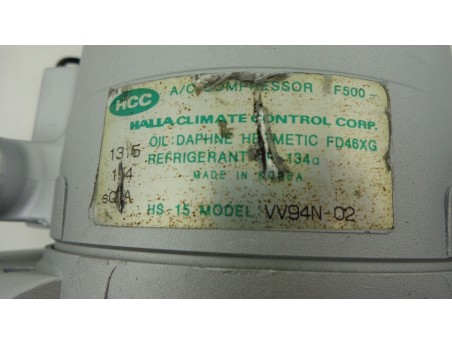 HCC
A/C COMPRESSOR F500-
HALLA CLIMATE CONTROL CORP.
OIL: DAPHNE HERMETIC FD46XG
1315 REFRIGERANT 134a
MADE IN KOREA
HS-15 MODEL VV94N-02